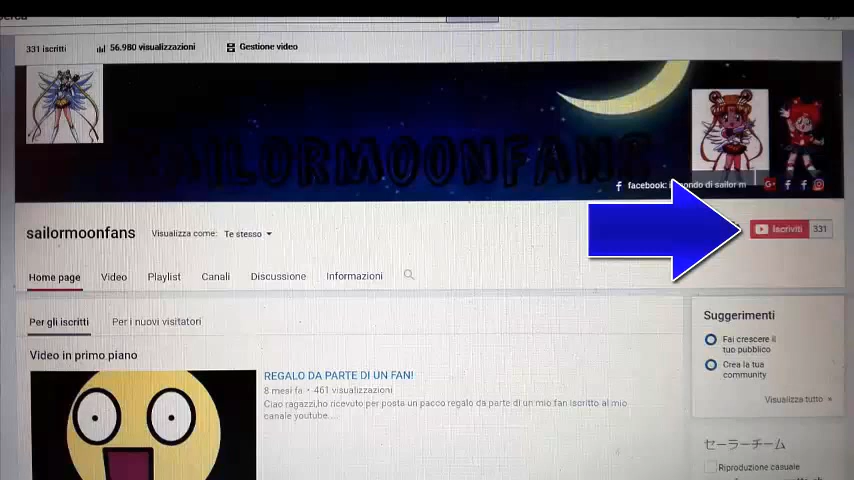 331 iscritti
56.980 visualizzazioni
Gestione video
SAILORMOONFANS
facebook: i
ondo di sailor m
sailormoonfans
Visualizza come:
Te stesso
Iscriviti
331
Home page
Video
Playlist
Canali
Discussione
Informazioni
Per gli iscritti
Per i nuovi visitatori
Video in primo piano
REGALO DA PARTE DI UN FAN!
8 mesi fa • 461 visualizzazioni
Ciao ragazzi,ho ricevuto per posta un pacco regalo da parte di un mio fan iscritto al mio
canale youtube....
Suggerimenti
Fai crescere il
tuo pubblico
Crea la tua
community
Visualizza tutto »
セーラーチーム
Riproduzione casuale